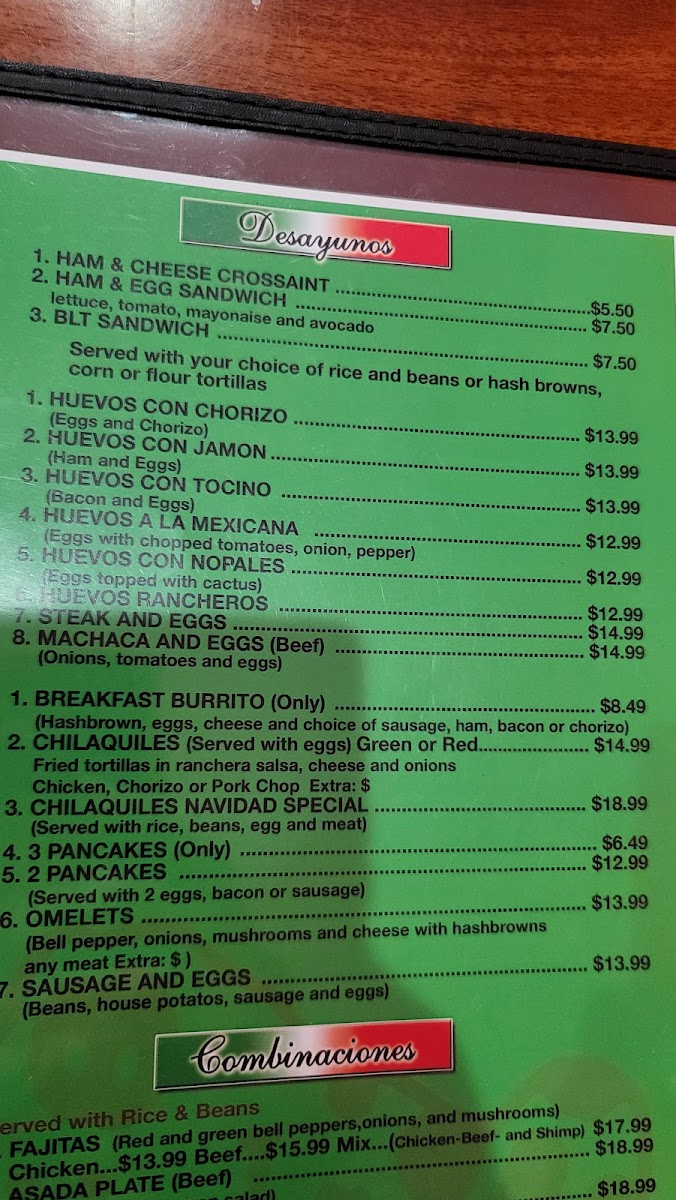 Desayunos
1. HAM & CHEESE CROSSAINT ........ $5.50
2. HAM & EGG SANDWICH ........ $7.50
lettuce, tomato, mayonaise and avocado
3. BLT SANDWICH ........ $7.50
Served with your choice of rice and beans or hash browns,
corn or flour tortillas
1. HUEVOS CON CHORIZO ........ $13.99
(Eggs and Chorizo)
2. HUEVOS CON JAMON ........ $13.99
(Ham and Eggs)
3. HUEVOS CON TOCINO ........ $13.99
(Bacon and Eggs)
4. HUEVOS A LA MEXICANA ........ $12.99
(Eggs with chopped tomatoes, onion, pepper)
5. HUEVOS CON NOPALES ........ $12.99
(Eggs topped with cactus)
6. HUEVOS RANCHEROS ........ $12.99
7. STEAK AND EGGS ........ $14.99
8. MACHACA AND EGGS (Beef) ........ $14.99
(Onions, tomatoes and eggs)
1. BREAKFAST BURRITO (Only) ........ $8.49
(Hashbrown, eggs, cheese and choice of sausage, ham, bacon or chorizo)
2. CHILAQUILES (Served with eggs) Green or Red ........ $14.99
Fried tortillas in ranchera salsa, cheese and onions
Chicken, Chorizo or Pork Chop Extra: $
3. CHILAQUILES NAVIDAD SPECIAL ........ $18.99
(Served with rice, beans, egg and meat)
4. 3 PANCAKES (Only) ........ $6.49
5. 2 PANCAKES ........ $12.99
(Served with 2 eggs, bacon or sausage)
6. OMELETS ........ $13.99
(Bell pepper, onions, mushrooms and cheese with hashbrowns
any meat Extra: $ )
7. SAUSAGE AND EGGS ........ $13.99
(Beans, house potatos, sausage and eggs)
Combinaciones
erved with Rice & Beans
FAJITAS (Red and green bell peppers,onions, and mushrooms)
Chicken...$13.99 Beef....$15.99 Mix...(Chicken-Beef- and Shimp) $17.99
ASADA PLATE (Beef) ........ $18.99
salad) ........ $18.99